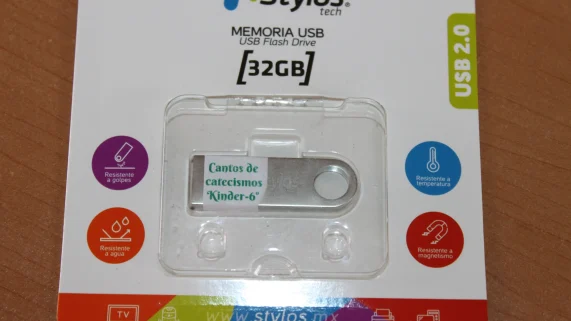 Stylos®
tech
MEMORIA USB
USB Flash Drive
[32GB]
USB 2.0
Resistente
a golpes
Resistente
a agua
Cantos de
catecismos
Kinder-6°
Resistente a
temperatura
Resistente a
magnetismo
TV
www.stylos.mx